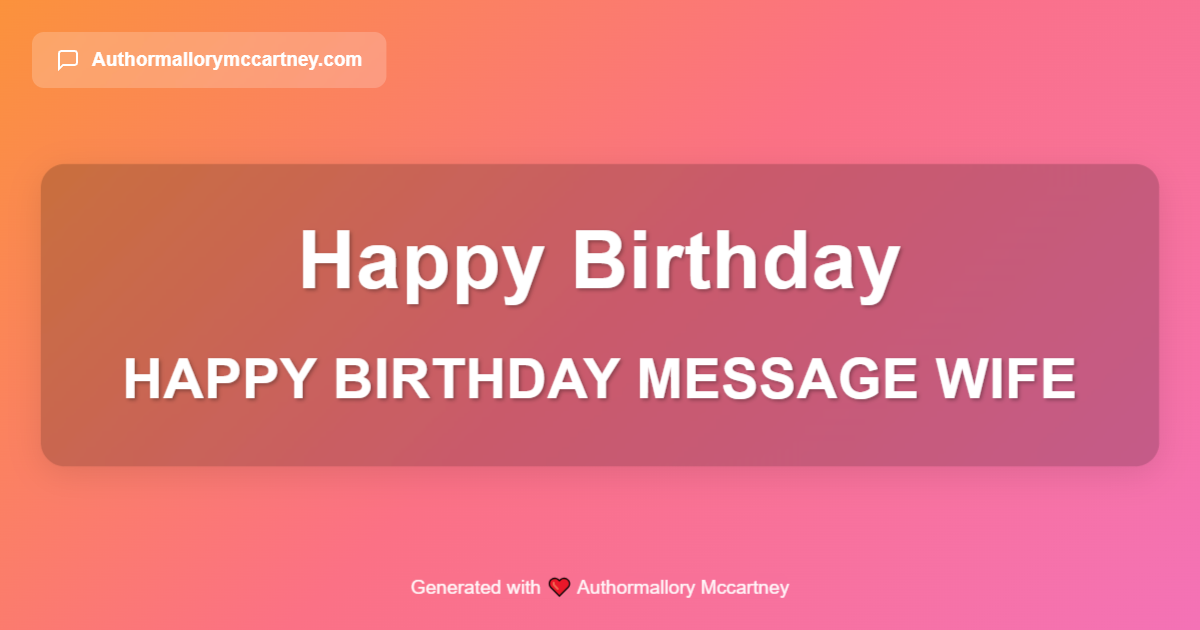 Authormallorymccartney.com
Happy Birthday
HAPPY BIRTHDAY MESSAGE WIFE
Generated with ❤️ Authormallory Mccartney